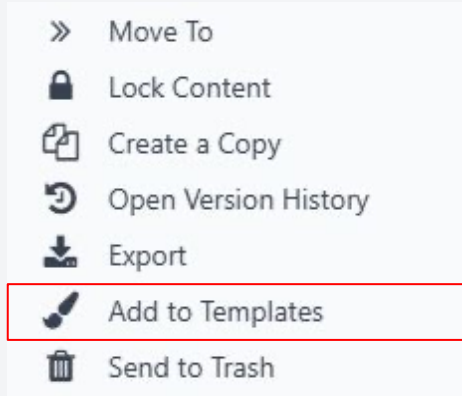 Move To
Lock Content
Create a Copy
Open Version History
Export
Add to Templates
Send to Trash